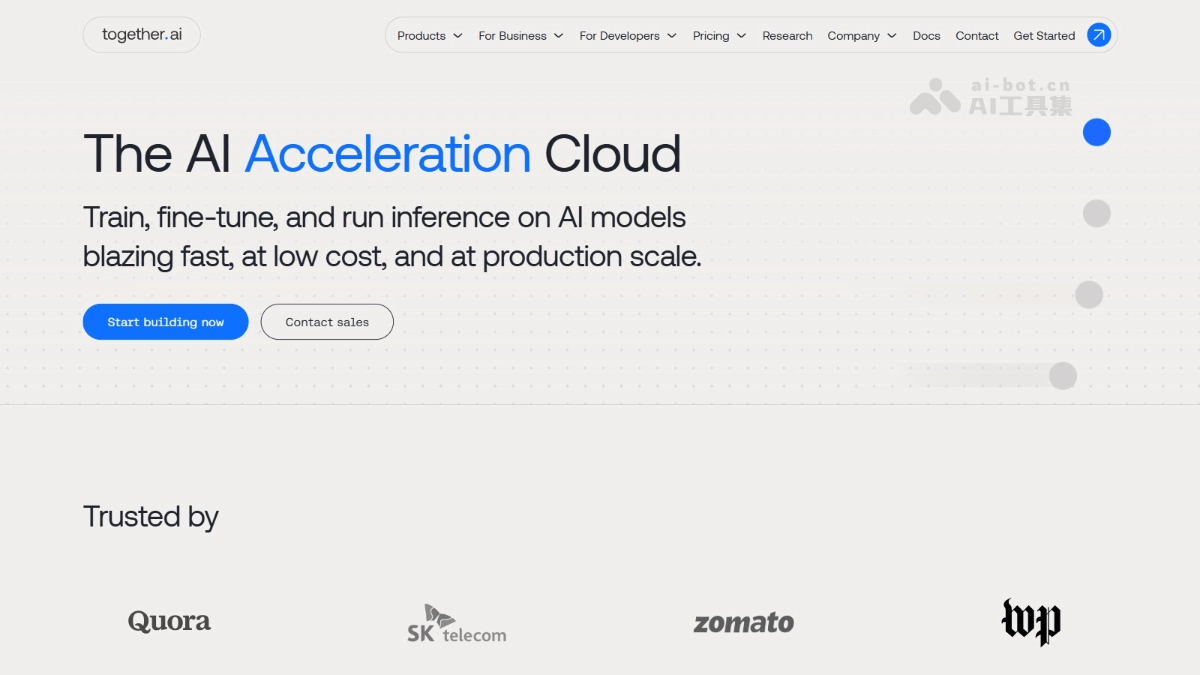 together.ai
Products For Business For Developers Pricing Research Company Docs Contact Get Started
ai-bot.cn
AI工具集
The AI Acceleration Cloud
Train, fine-tune, and run inference on AI models
blazing fast, at low cost, and at production scale.
Start building now Contact sales
Trusted by
Quora SK telecom zomato wp